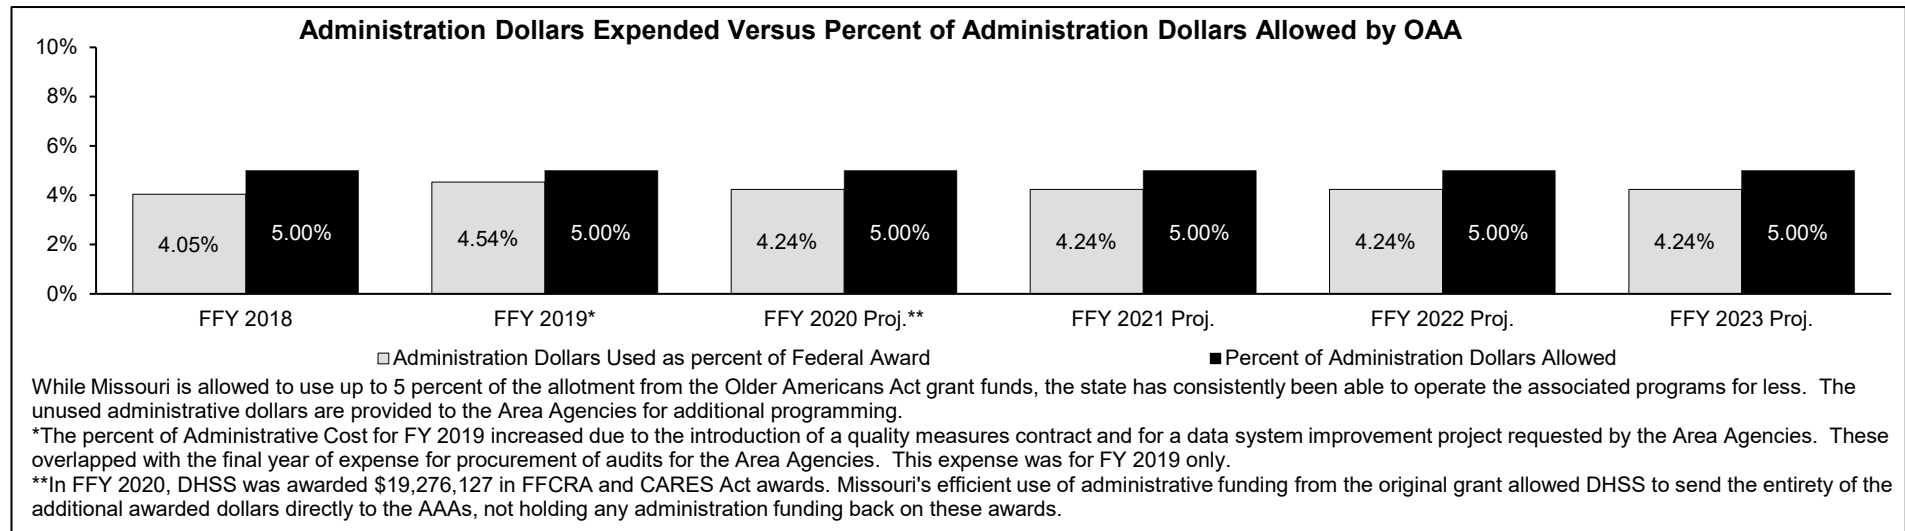 Administration Dollars Expended Versus Percent of Administration Dollars Allowed by OAA
10%
8%
6%
4%
2%
0%
4.05%
5.00%
4.54%
5.00%
4.24%
5.00%
4.24%
5.00%
4.24%
5.00%
4.24%
5.00%
FFY 2018
FFY 2019*
FFY 2020 Proj.**
FFY 2021 Proj.
FFY 2022 Proj.
FFY 2023 Proj.
Administration Dollars Used as percent of Federal Award
Percent of Administration Dollars Allowed
While Missouri is allowed to use up to 5 percent of the allotment from the Older Americans Act grant funds, the state has consistently been able to operate the associated programs for less. The
unused administrative dollars are provided to the Area Agencies for additional programming.
*The percent of Administrative Cost for FY 2019 increased due to the introduction of a quality measures contract and for a data system improvement project requested by the Area Agencies. These
overlapped with the final year of expense for procurement of audits for the Area Agencies. This expense was for FY 2019 only.
**In FFY 2020, DHSS was awarded $19,276,127 in FFCRA and CARES Act awards. Missouri's efficient use of administrative funding from the original grant allowed DHSS to send the entirety of the
additional awarded dollars directly to the AAAs, not holding any administration funding back on these awards.